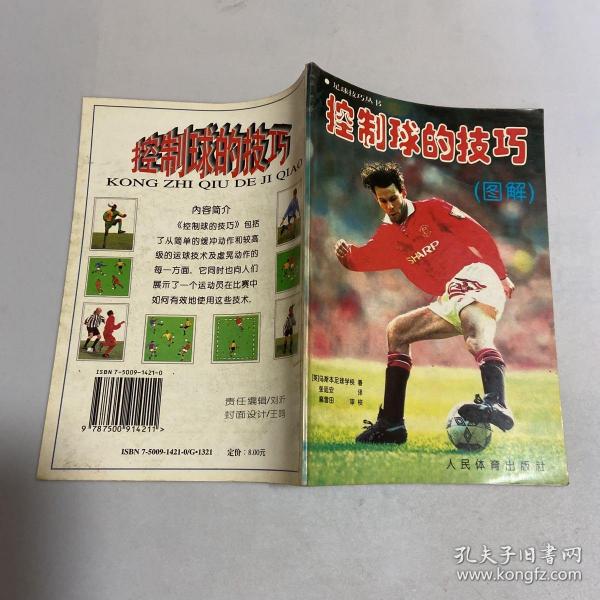 控制球的技巧
KONG ZHI QIU DE JI QIAO
内容简介
《控制球的技巧》包括
了从简单的缓冲动作和较高
级的运球技术及虚晃动作的
每一方面。它同时也向人们
展示了一个运动员在比赛中
如何有效地使用这些技术。
ISBN 7-5009-1421-0
9 787500 914211 >
责任编辑/刘沂
封面设计/王鸣
ISBN 7-5009-1421-0/G·1321
定价：8.00元
·足球技巧丛书
控制球的技巧
(图解)
SHARP
[英]马斯本足球学校 著
译
审校
人民体育出版社
孔夫子旧书网
www.kongfz.com